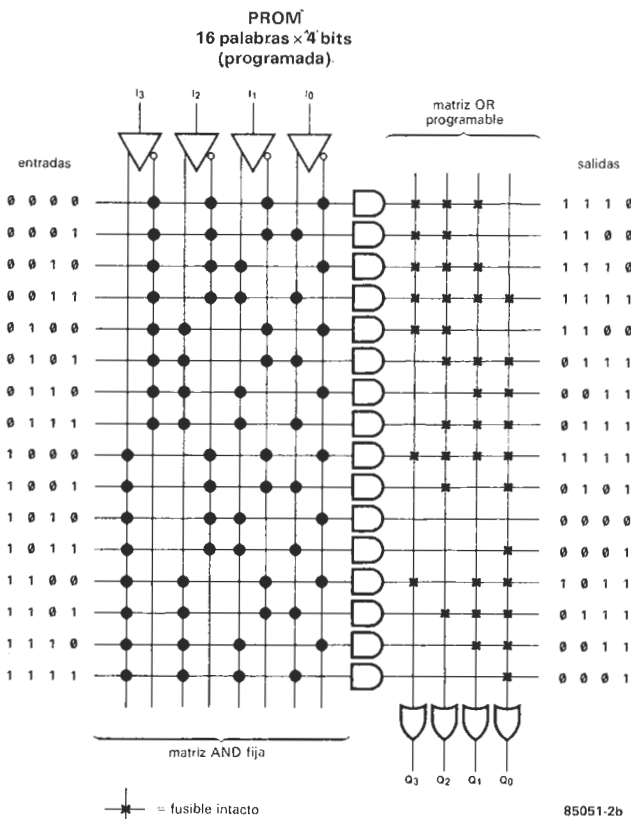 PROM
16 palabras × 4 bits
(programada)
I3 I2 I1 I0
matriz OR
programable
entradas
salidas
0 0 0 0 1 1 1 0
0 0 0 1 1 1 0 0
0 0 1 0 1 1 1 0
0 0 1 1 1 1 1 1
0 1 0 0 1 1 0 0
0 1 0 1 0 1 1 1
0 1 1 0 0 0 1 1
0 1 1 1 0 1 1 1
1 0 0 0 1 1 1 1
1 0 0 1 0 1 0 1
1 0 1 0 0 0 0 0
1 0 1 1 0 0 0 1
1 1 0 0 1 0 1 1
1 1 0 1 0 1 1 1
1 1 1 0 0 0 1 1
1 1 1 1 0 0 0 1
matriz AND fija
Q3 Q2 Q1 Q0
= fusible intacto
85051-2b